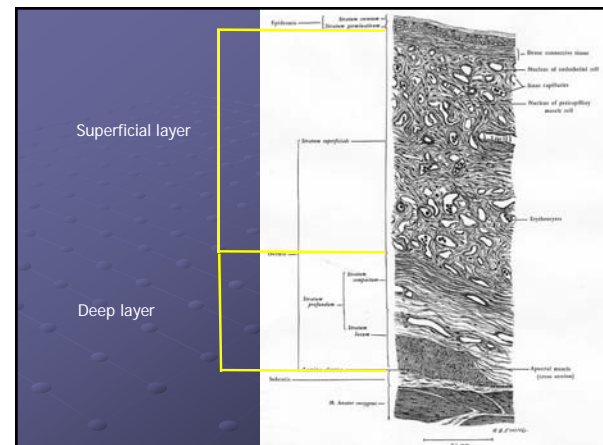 Epidermis
Stratum corneum
Stratum germinativum
Dense connective tissue
Nucleus of endothelial cell
Sinus capillaries
Nucleus of pericapillary
muscle cell
Superficial layer
Stratum superficiale
Erythrocytes
Dermis
Stratum
compactum
Deep layer
Stratum
profundum
Stratum
laxum
Apterial muscle
(cross section)
Subcutis
M. levator coccygeus